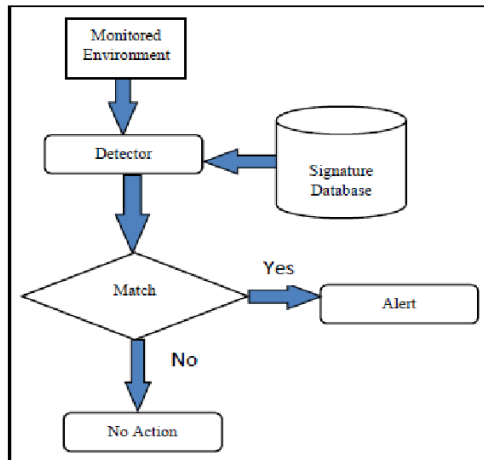 Monitored
Environment
Detector
Signature
Database
Match
Yes
Alert
No
No Action